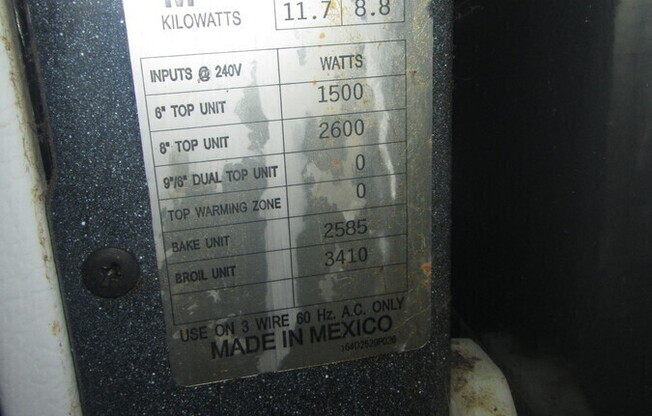 KILOWATTS 11.7 8.8
INPUTS @ 240V WATTS
6" TOP UNIT 1500
8" TOP UNIT 2600
9"/6" DUAL TOP UNIT 0
TOP WARMING ZONE 0
BAKE UNIT 2585
BROIL UNIT 3410
USE ON 3 WIRE 60 Hz. A.C. ONLY
MADE IN MEXICO